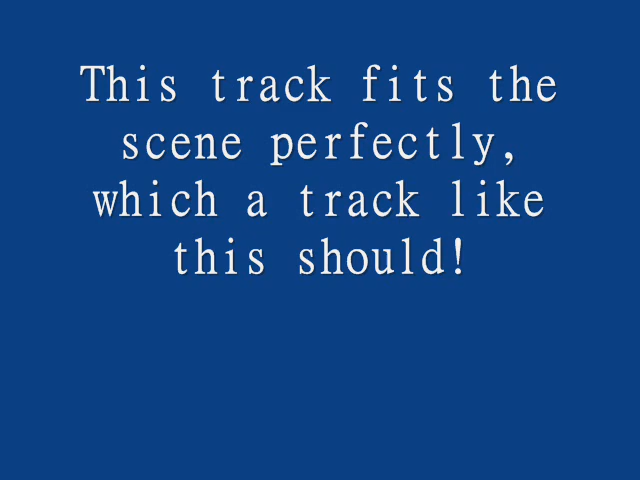 This track fits the
scene perfectly,
which a track like
this should!